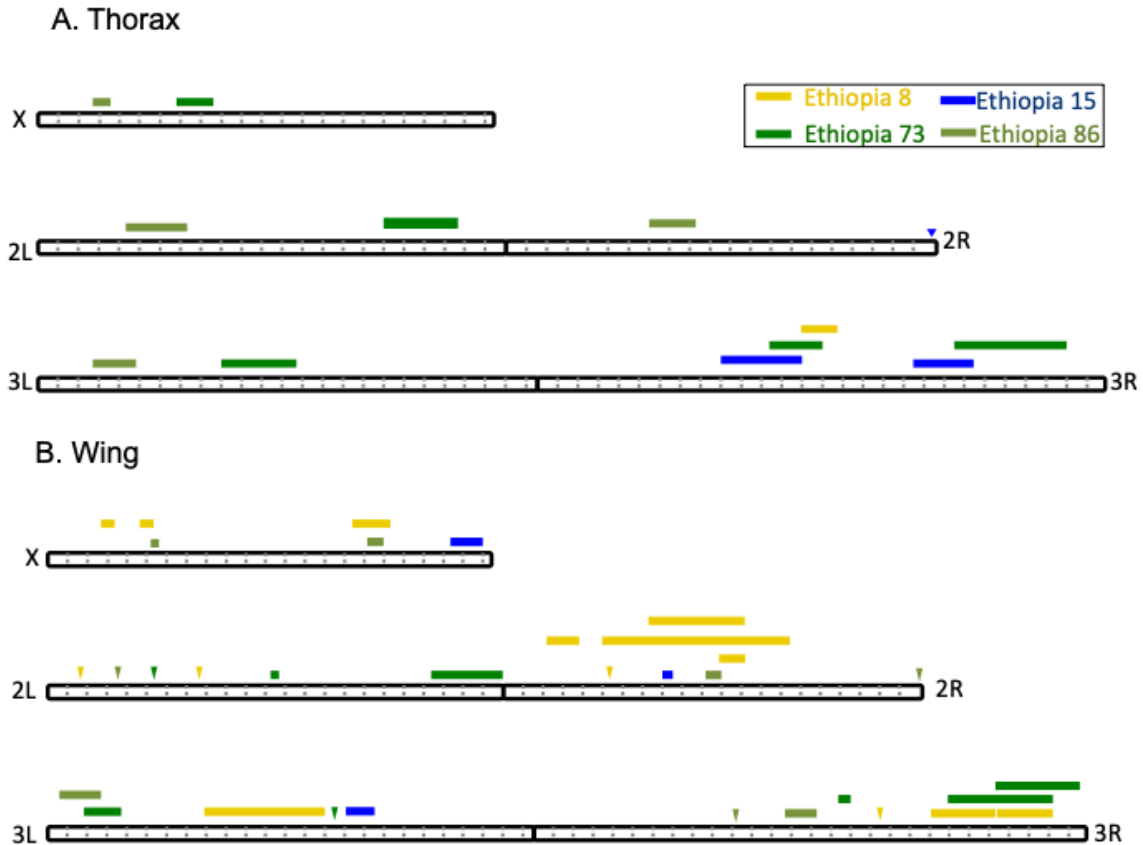 A. Thorax
X
Ethiopia 8 Ethiopia 15
Ethiopia 73 Ethiopia 86
2L 2R
3L 3R
B. Wing
X
2L 2R
3L 3R